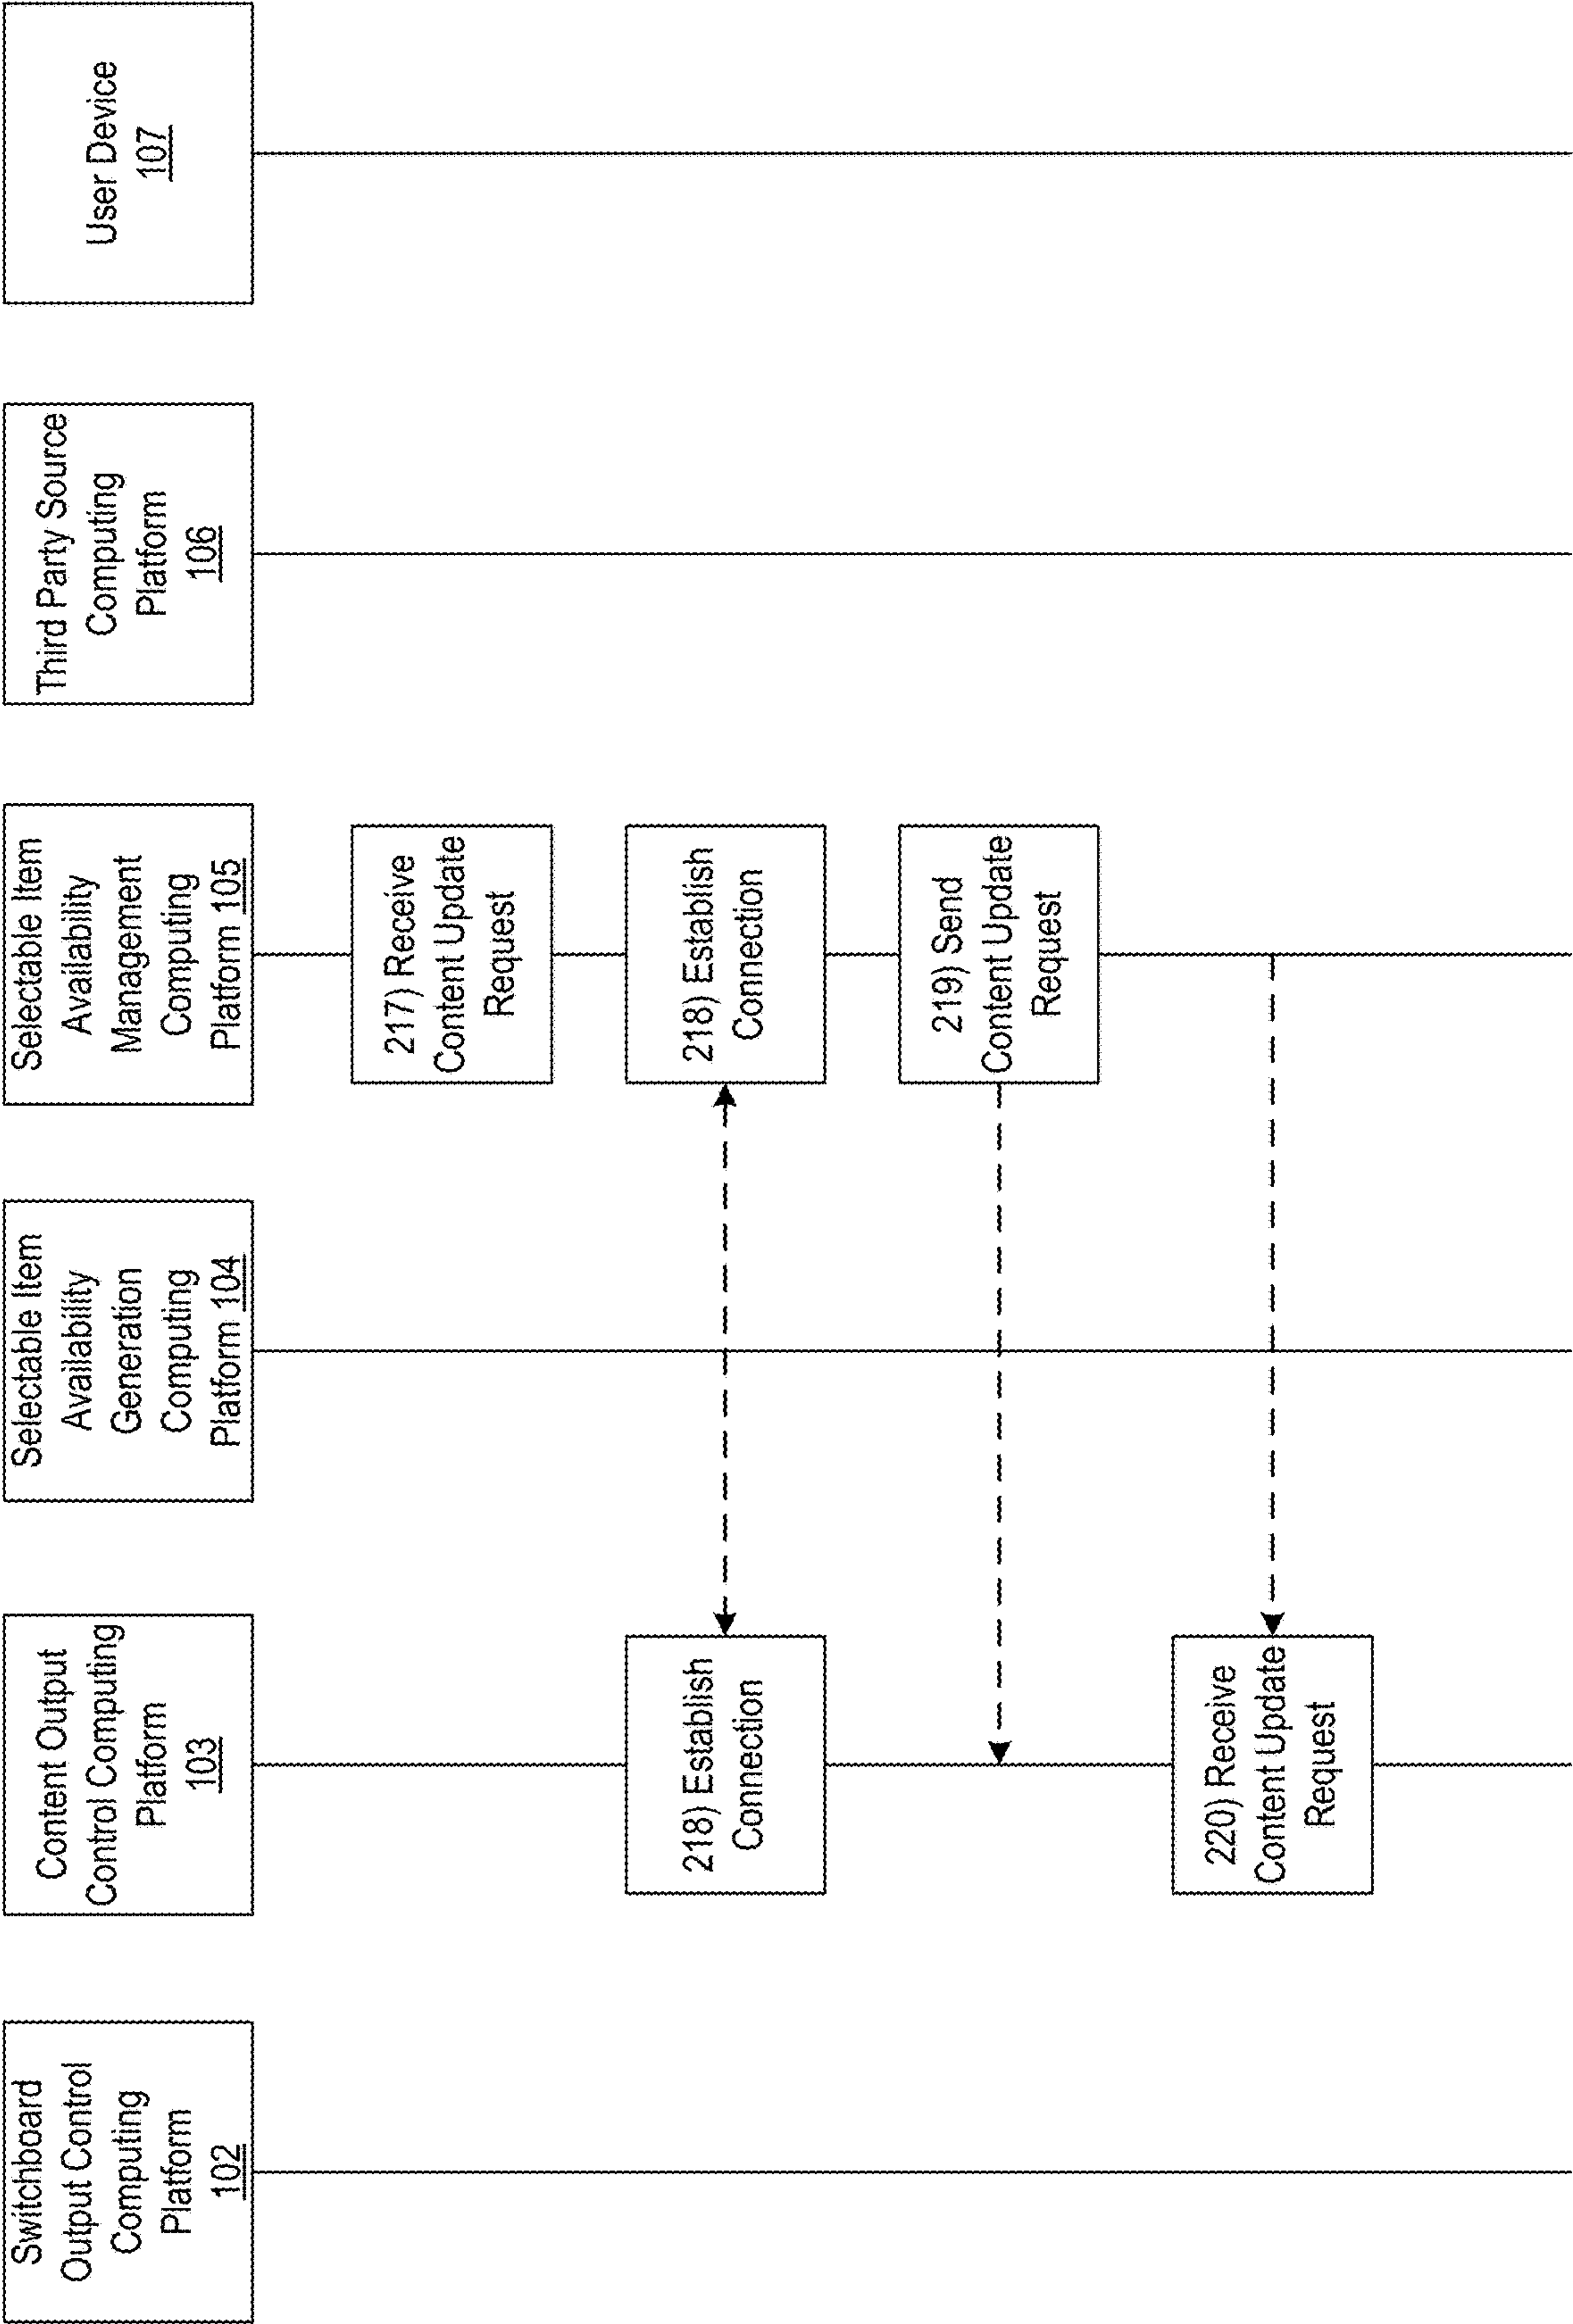 Switchboard
Output Control
Computing
Platform
102
Content Output
Control Computing
Platform
103
Selectable Item
Availability
Generation
Computing
Platform 104
Selectable Item
Availability
Management
Computing
Platform 105
Third Party Source
Computing
Platform
106
User Device
107
217) Receive
Content Update
Request
218) Establish
Connection
218) Establish
Connection
219) Send
Content Update
Request
220) Receive
Content Update
Request